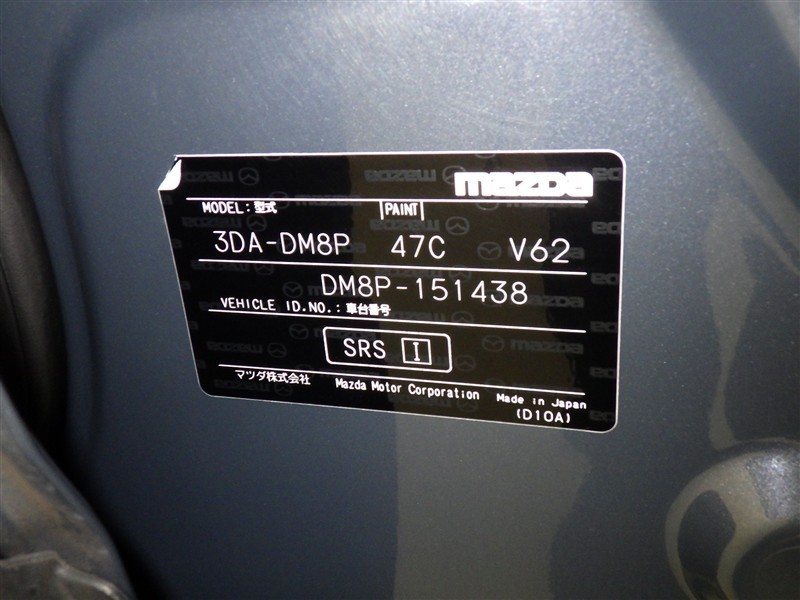 mazda
MODEL:型式 PAINT
3DA-DM8P 47C V62
DM8P-151438
VEHICLE ID.NO.:車台番号
SRS I
マツダ株式会社 Mazda Motor Corporation Made in Japan
(D10A)